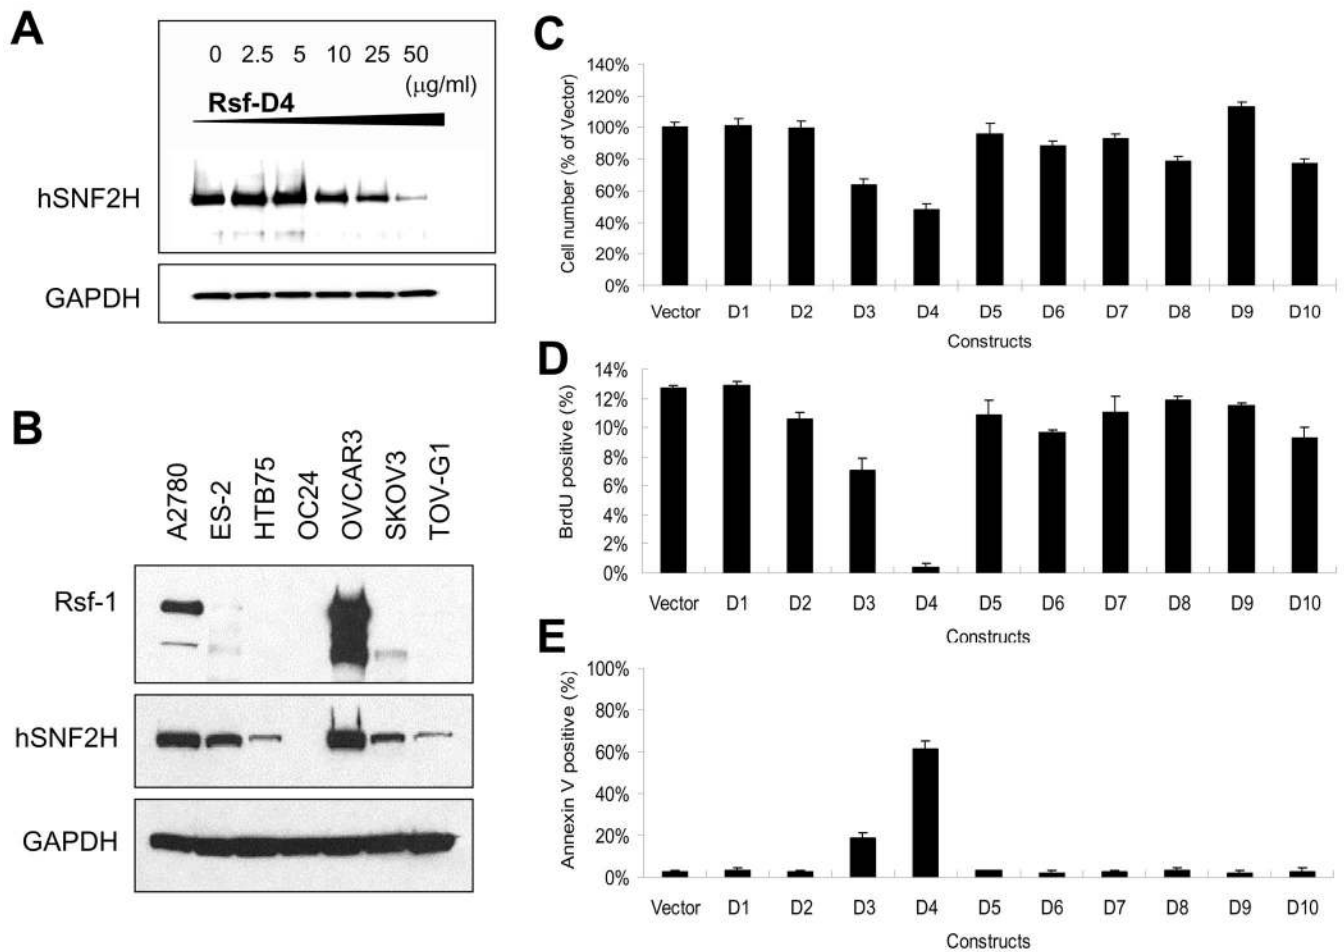 A
0 2.5 5 10 25 50
(μg/ml)
Rsf-D4
hSNF2H
GAPDH
B
A2780
ES-2
HTB75
OC24
OVCAR3
SKOV3
TOV-G1
Rsf-1
hSNF2H
GAPDH
C
Cell number (% of Vector)
140%
120%
100%
80%
60%
40%
20%
0%
Vector D1 D2 D3 D4 D5 D6 D7 D8 D9 D10
Constructs
D
BrdU positive (%)
14%
12%
10%
8%
6%
4%
2%
0%
Vector D1 D2 D3 D4 D5 D6 D7 D8 D9 D10
Constructs
E
Annexin V positive (%)
100%
80%
60%
40%
20%
0%
Vector D1 D2 D3 D4 D5 D6 D7 D8 D9 D10
Constructs